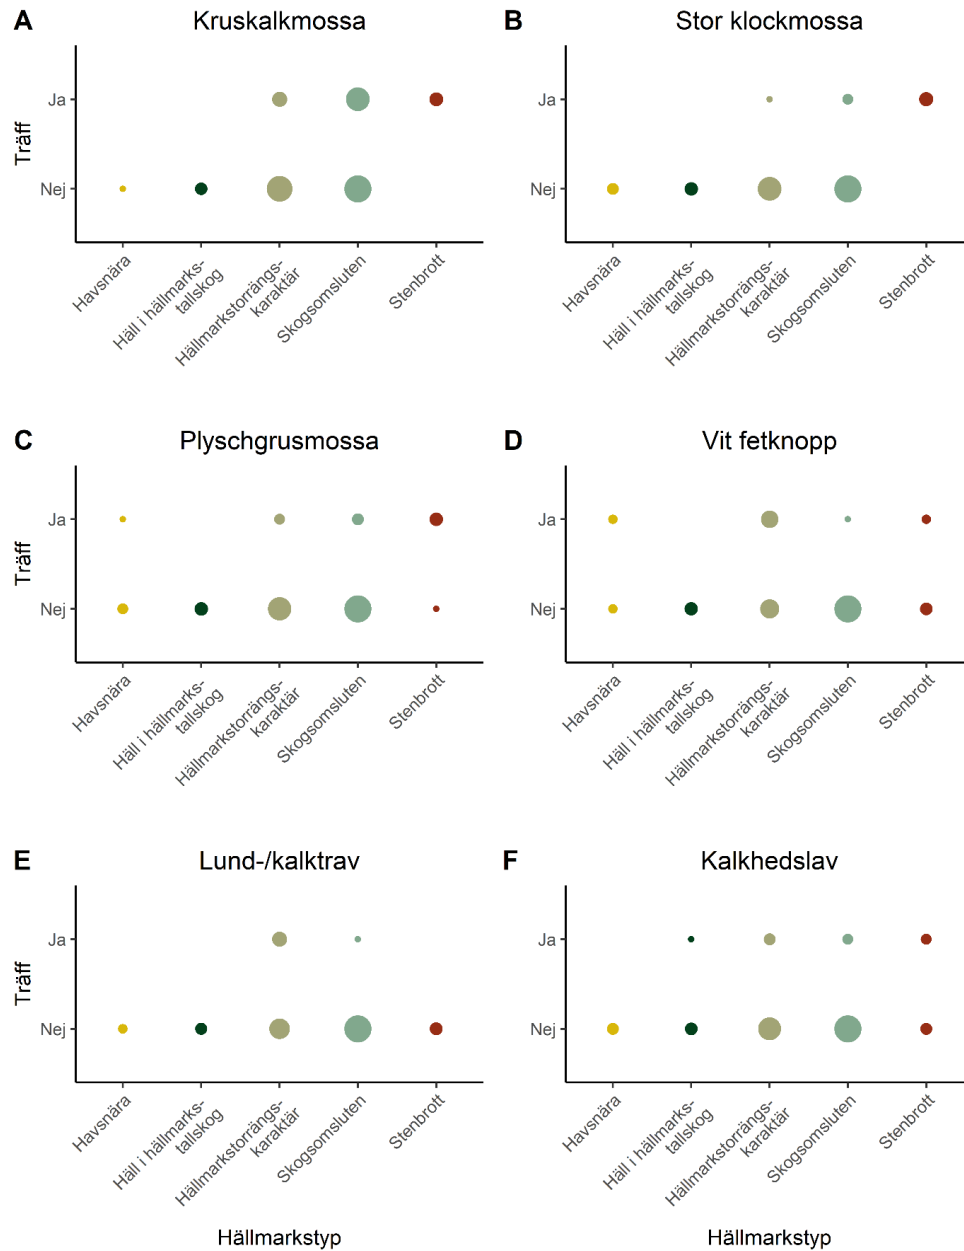 A Kruskalkmossa
Träff
Ja
Nej
Havsnära
Häll i hällmarks-
tallskog
Hällmarkstorrängs-
karaktär
Skogsomsluten
Stenbrott
B Stor klockmossa
Ja
Nej
Havsnära
Häll i hällmarks-
tallskog
Hällmarkstorrängs-
karaktär
Skogsomsluten
Stenbrott
C Plyschgrusmossa
Träff
Ja
Nej
Havsnära
Häll i hällmarks-
tallskog
Hällmarkstorrängs-
karaktär
Skogsomsluten
Stenbrott
D Vit fetknopp
Ja
Nej
Havsnära
Häll i hällmarks-
tallskog
Hällmarkstorrängs-
karaktär
Skogsomsluten
Stenbrott
E Lund-/kalktrav
Träff
Ja
Nej
Havsnära
Häll i hällmarks-
tallskog
Hällmarkstorrängs-
karaktär
Skogsomsluten
Stenbrott
Hällmarkstyp
F Kalkhedslav
Ja
Nej
Havsnära
Häll i hällmarks-
tallskog
Hällmarkstorrängs-
karaktär
Skogsomsluten
Stenbrott
Hällmarkstyp